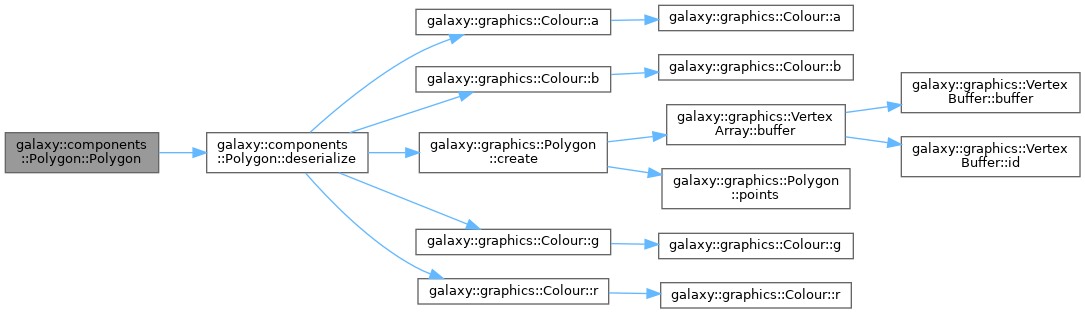 galaxy::components
::Polygon::Polygon
galaxy::components
::Polygon::deserialize
galaxy::graphics::Colour::a
galaxy::graphics::Colour::a
galaxy::graphics::Colour::b
galaxy::graphics::Colour::b
galaxy::graphics::Polygon
::create
galaxy::graphics::Vertex
Array::buffer
galaxy::graphics::Vertex
Buffer::buffer
galaxy::graphics::Vertex
Buffer::id
galaxy::graphics::Polygon
::points
galaxy::graphics::Colour::g
galaxy::graphics::Colour::g
galaxy::graphics::Colour::r
galaxy::graphics::Colour::r